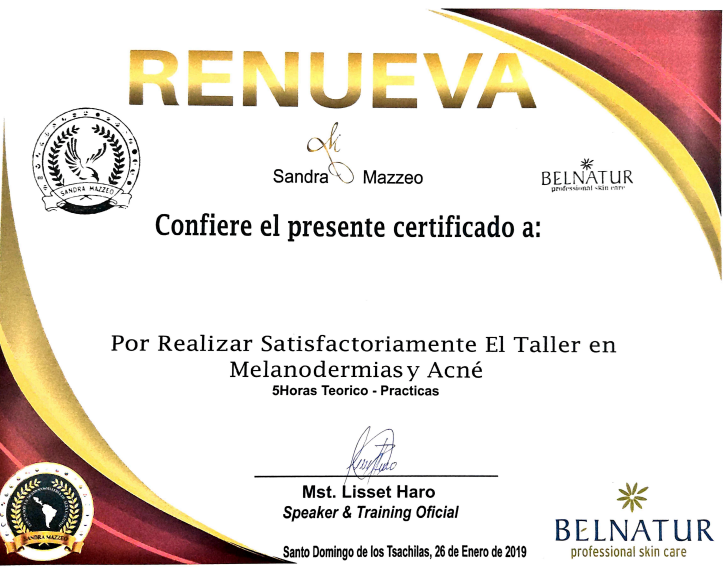 RENUEVA
Sandra Mazzeo
SANDRA MAZZEO
BELNATUR
professional skin care
Confiere el presente certificado a:
Por Realizar Satisfactoriamente El Taller en
Melanodermias y Acné
5Horas Teorico - Practicas
Mst. Lisset Haro
Speaker & Training Oficial
Santo Domingo de los Tsachilas, 26 de Enero de 2019
SANDRA MAZZEO
BELNATUR
professional skin care